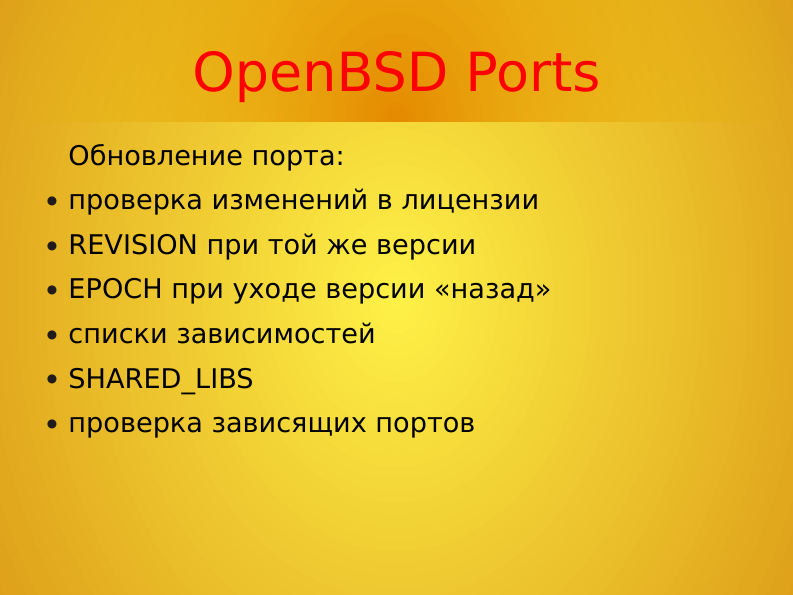 OpenBSD Ports
Обновление порта:
• проверка изменений в лицензии
• REVISION при той же версии
• EPOCH при уходе версии «назад»
• списки зависимостей
• SHARED_LIBS
• проверка зависящих портов